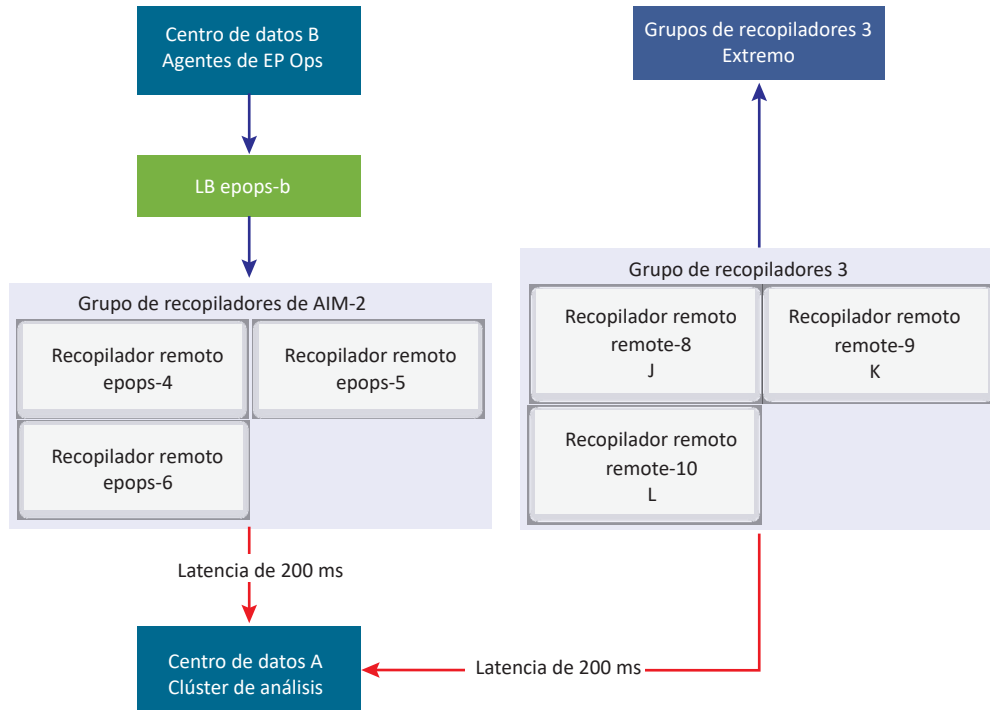 Centro de datos B
Agentes de EP Ops
LB epops-b
Grupo de recopiladores de AIM-2
Recopilador remoto
epops-4
Recopilador remoto
epops-5
Recopilador remoto
epops-6
Latencia de 200 ms
Centro de datos A
Clúster de análisis
Grupos de recopiladores 3
Extremo
Grupo de recopiladores 3
Recopilador remoto
remote-8
J
Recopilador remoto
remote-9
K
Recopilador remoto
remote-10
L
Latencia de 200 ms